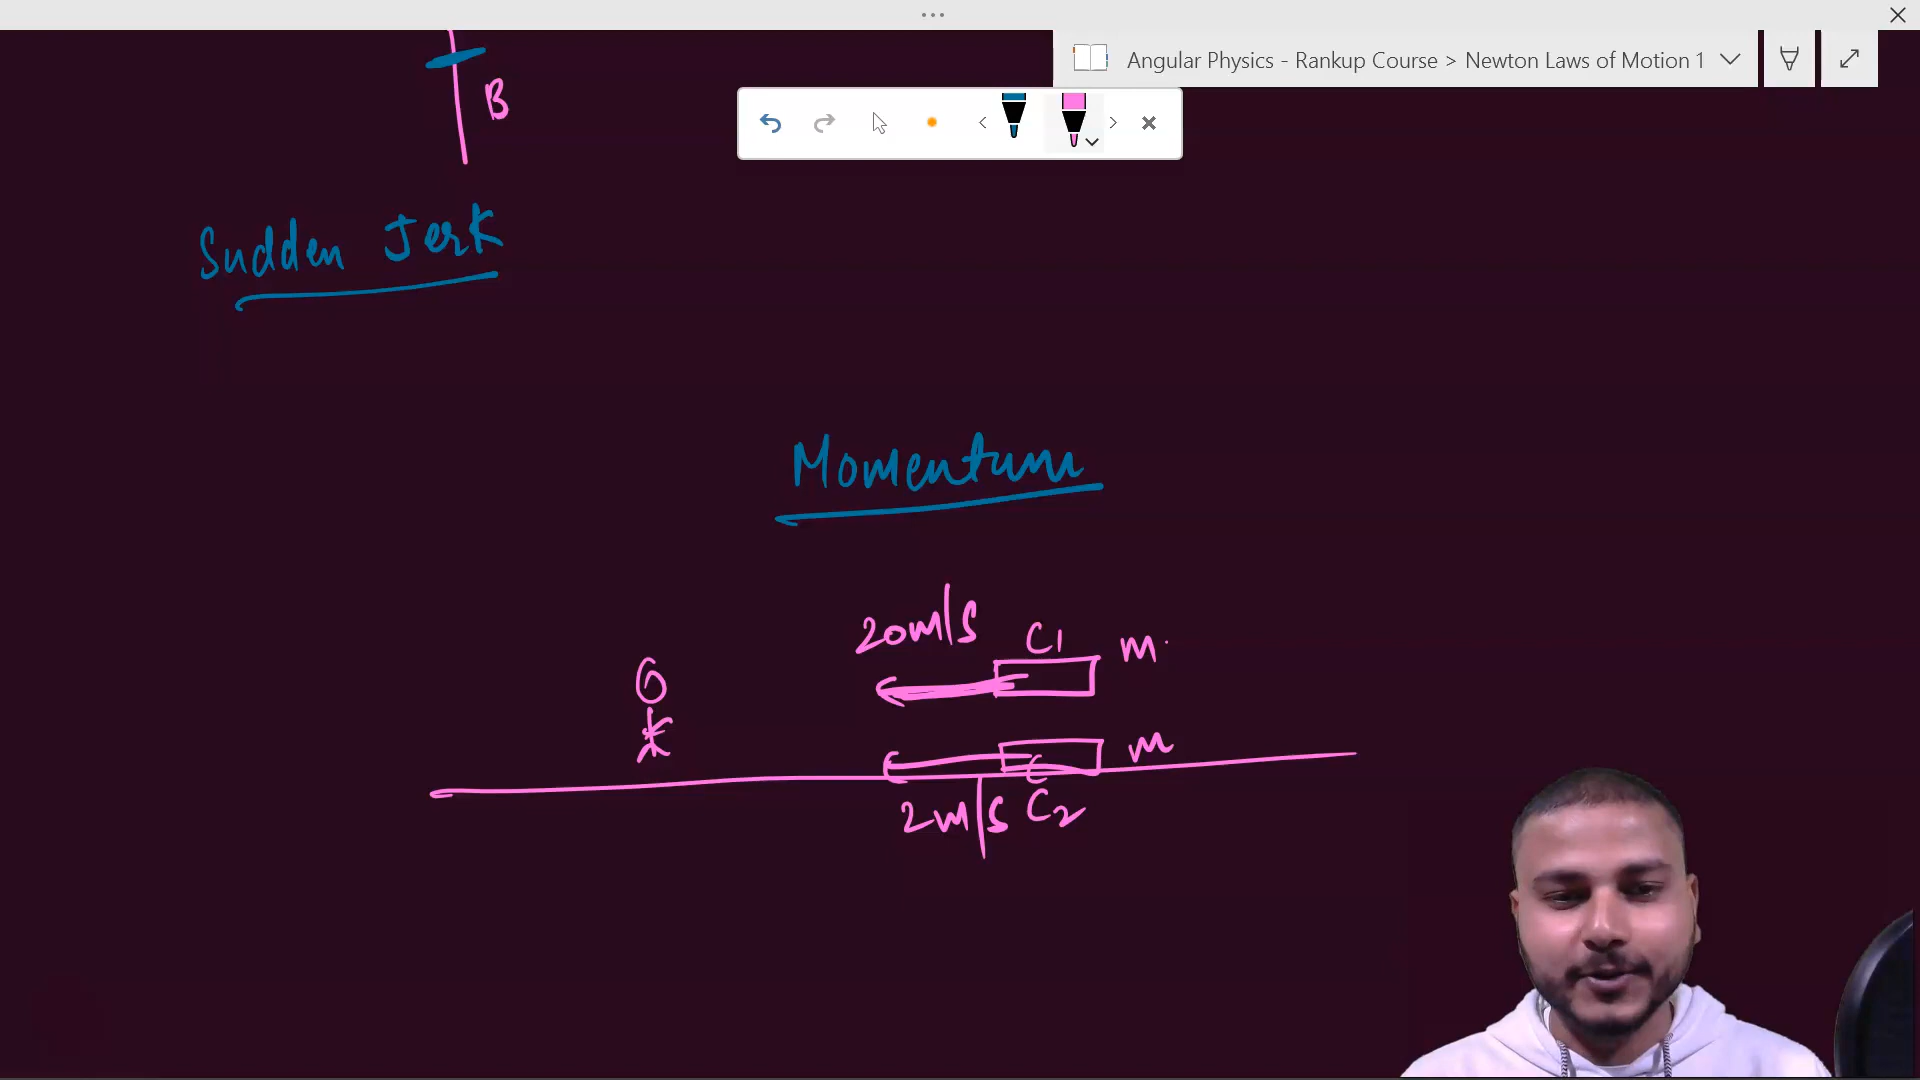 Angular Physics - Rankup Course > Newton Laws of Motion 1
B
Sudden Jerk
Momentum
20m/s C1 m
m
2m/s C2